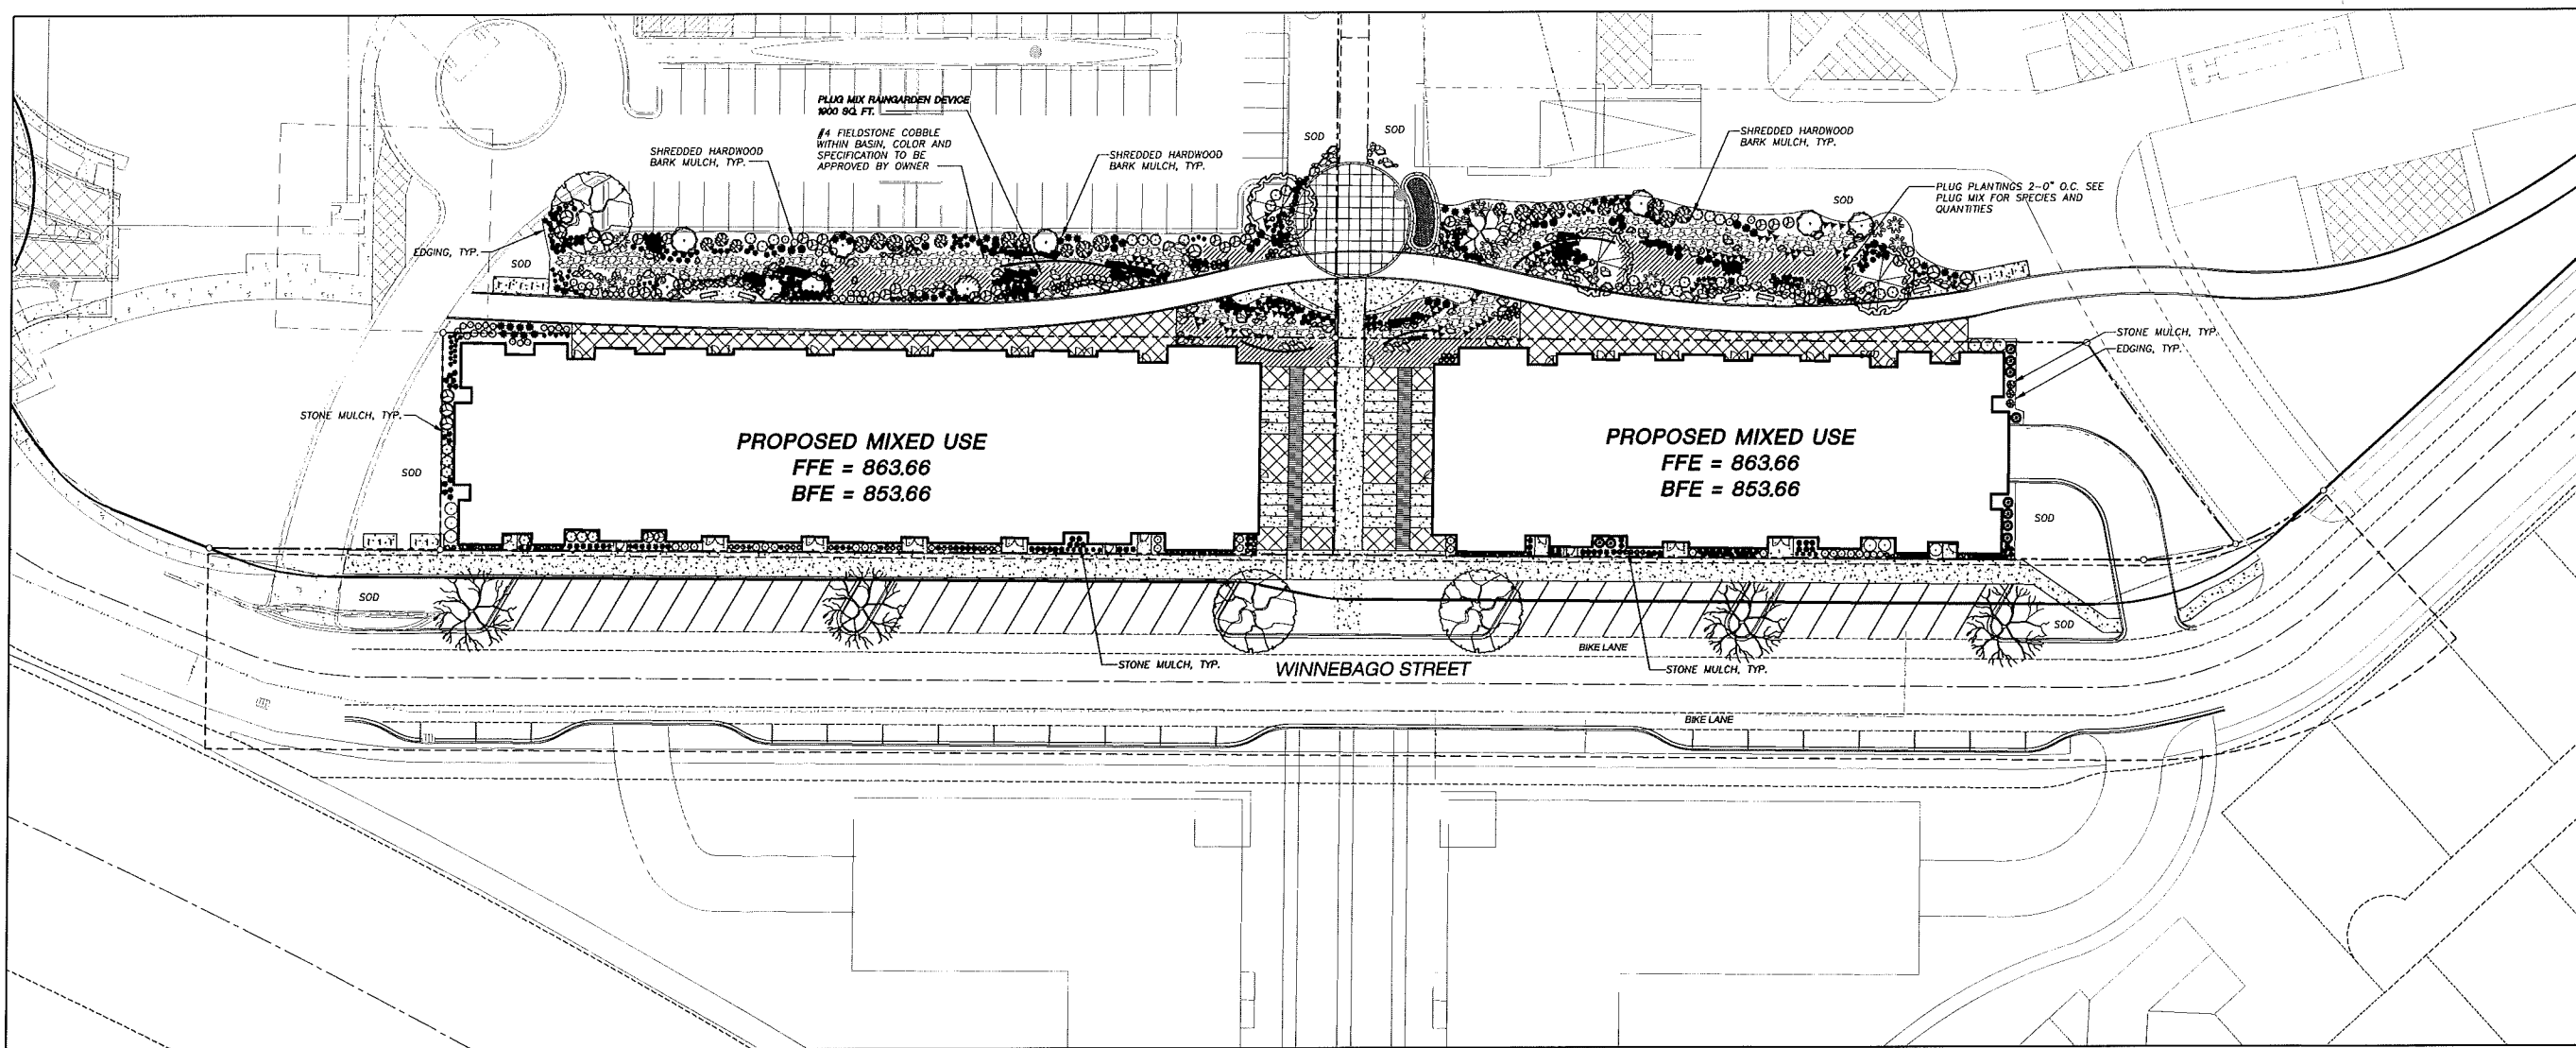 PLUG MIX RAINGARDEN DEVICE
1900 SQ. FT.
#4 FIELDSTONE COBBLE
WITHIN BASIN, COLOR AND
SPECIFICATION TO BE
APPROVED BY OWNER
SHREDDED HARDWOOD
BARK MULCH, TYP.
SHREDDED HARDWOOD
BARK MULCH, TYP.
SOD
SOD
SHREDDED HARDWOOD
BARK MULCH, TYP.
SOD
PLUG PLANTINGS 2-0" O.C. SEE
PLUG MIX FOR SPECIES AND
QUANTITIES
EDGING, TYP.
SOD
STONE MULCH, TYP.
EDGING, TYP.
STONE MULCH, TYP.
SOD
PROPOSED MIXED USE
FFE = 863.66
BFE = 853.66
PROPOSED MIXED USE
FFE = 863.66
BFE = 853.66
SOD
SOD
SOD
STONE MULCH, TYP.
WINNEBAGO STREET
BIKE LANE
STONE MULCH, TYP.
BIKE LANE